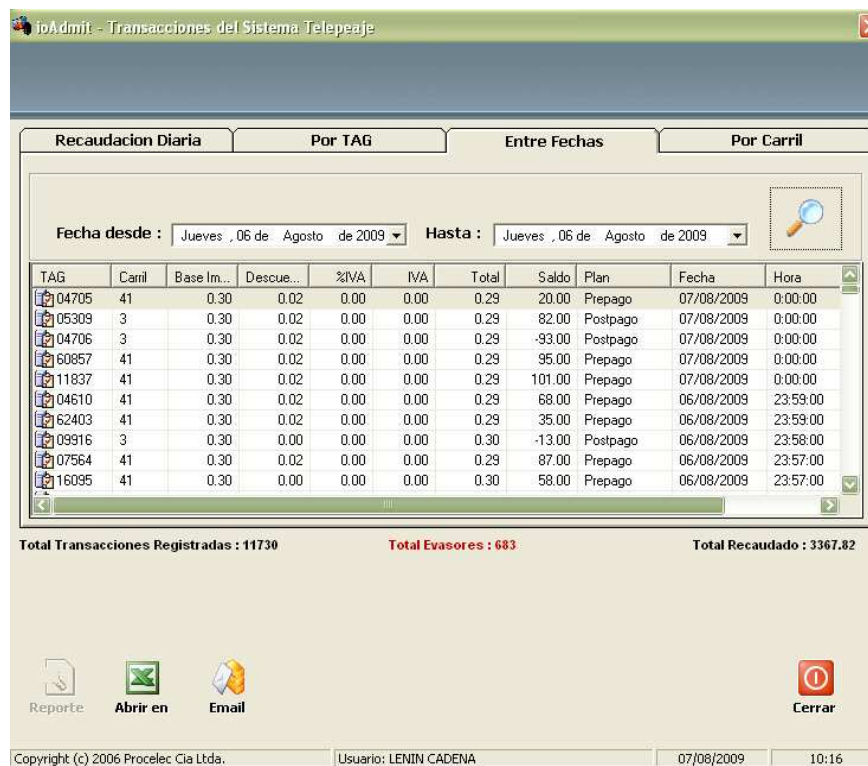 ioAdmit - Transacciones del Sistema Telepeaje
Recaudacion Diaria Por TAG Entre Fechas Por Carril
Fecha desde : Jueves , 06 de Agosto de 2009 Hasta : Jueves , 06 de Agosto de 2009
TAG Carril Base Im... Descue... %IVA IVA Total Saldo Plan Fecha Hora
04705 41 0.30 0.02 0.00 0.00 0.29 20.00 Prepago 07/08/2009 0:00:00
05309 3 0.30 0.02 0.00 0.00 0.29 82.00 Postpago 07/08/2009 0:00:00
04706 3 0.30 0.02 0.00 0.00 0.29 -93.00 Postpago 07/08/2009 0:00:00
60857 41 0.30 0.02 0.00 0.00 0.29 95.00 Prepago 07/08/2009 0:00:00
11837 41 0.30 0.02 0.00 0.00 0.29 101.00 Prepago 07/08/2009 0:00:00
04610 41 0.30 0.02 0.00 0.00 0.29 68.00 Prepago 06/08/2009 23:59:00
62403 41 0.30 0.02 0.00 0.00 0.29 35.00 Prepago 06/08/2009 23:59:00
09916 3 0.30 0.00 0.00 0.00 0.30 -13.00 Postpago 06/08/2009 23:58:00
07564 41 0.30 0.02 0.00 0.00 0.29 87.00 Prepago 06/08/2009 23:57:00
16095 41 0.30 0.00 0.00 0.00 0.30 58.00 Prepago 06/08/2009 23:57:00
Total Transacciones Registradas : 11730 Total Evasores : 683 Total Recaudado : 3367.82
Reporte Abrir en Email Cerrar
Copyright (c) 2006 Procelec Cia Ltda. Usuario: LENIN CADENA 07/08/2009 10:16